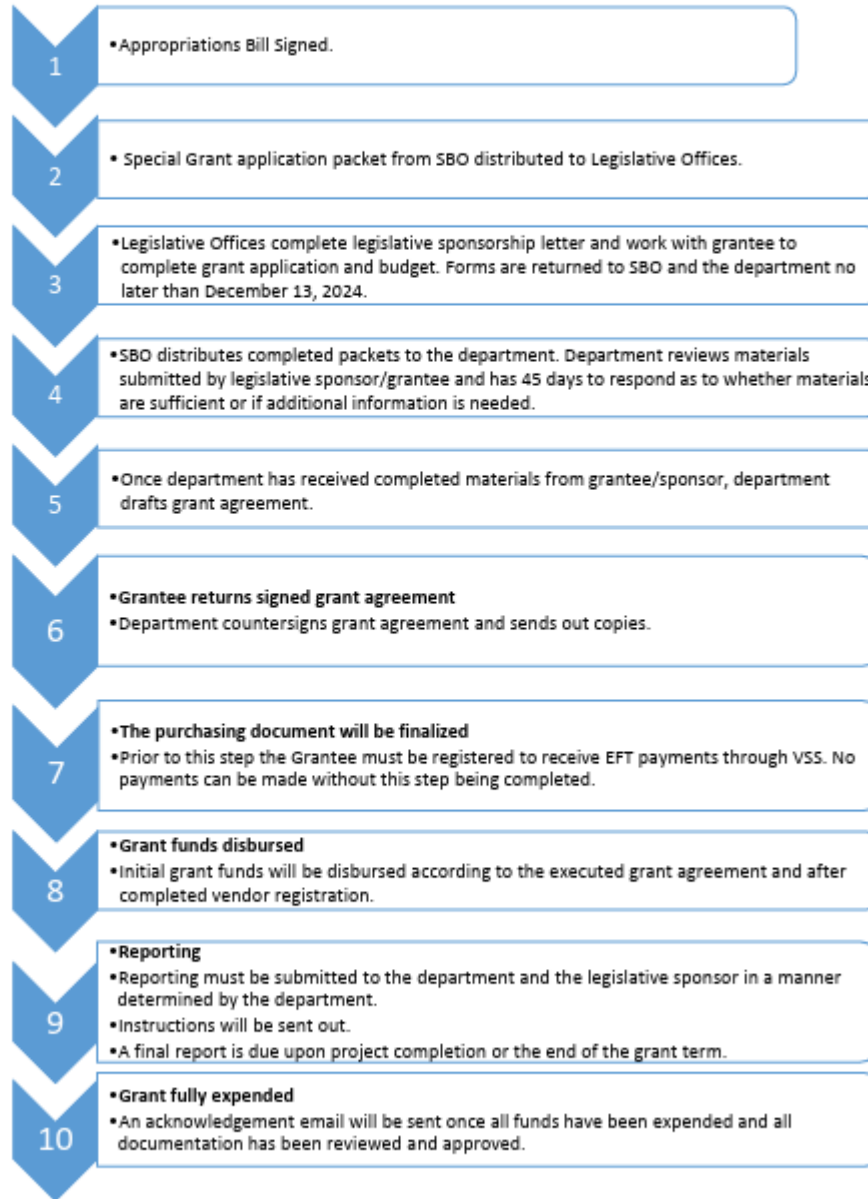 1
•Appropriations Bill Signed.
2
• Special Grant application packet from SBO distributed to Legislative Offices.
3
•Legislative Offices complete legislative sponsorship letter and work with grantee to
complete grant application and budget. Forms are returned to SBO and the department no
later than December 13, 2024.
4
•SBO distributes completed packets to the department. Department reviews materials
submitted by legislative sponsor/grantee and has 45 days to respond as to whether materials
are sufficient or if additional information is needed.
5
•Once department has received completed materials from grantee/sponsor, department
drafts grant agreement.
6
•Grantee returns signed grant agreement
•Department countersigns grant agreement and sends out copies.
7
•The purchasing document will be finalized
•Prior to this step the Grantee must be registered to receive EFT payments through VSS. No
payments can be made without this step being completed.
8
•Grant funds disbursed
•Initial grant funds will be disbursed according to the executed grant agreement and after
completed vendor registration.
9
•Reporting
•Reporting must be submitted to the department and the legislative sponsor in a manner
determined by the department.
•Instructions will be sent out.
•A final report is due upon project completion or the end of the grant term.
10
•Grant fully expended
•An acknowledgement email will be sent once all funds have been expended and all
documentation has been reviewed and approved.